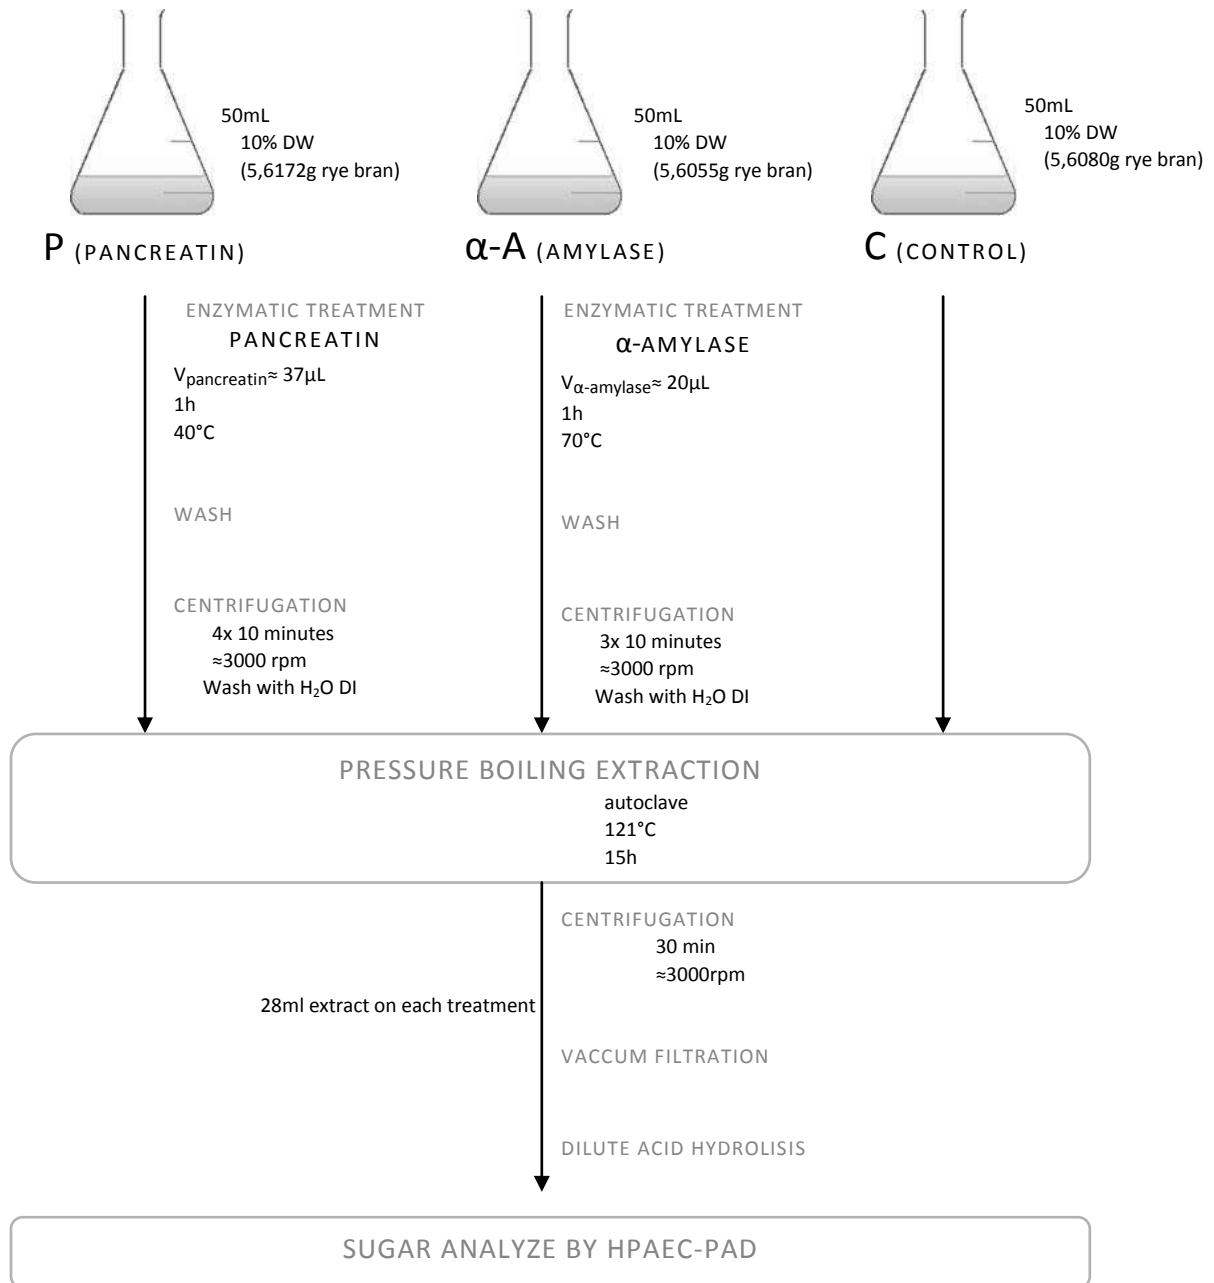 50mL
10% DW
(5,6172g rye bran)
50mL
10% DW
(5,6055g rye bran)
50mL
10% DW
(5,6080g rye bran)
P (PANCREATIN)
α-A (AMYLASE)
C (CONTROL)
ENZYMATIC TREATMENT
PANCREATIN
Vpancreatin≈ 37µL
1h
40°C
WASH
CENTRIFUGATION
4x 10 minutes
≈3000 rpm
Wash with H₂O DI
ENZYMATIC TREATMENT
α-AMYLASE
Vα-amylase≈ 20µL
1h
70°C
WASH
CENTRIFUGATION
3x 10 minutes
≈3000 rpm
Wash with H₂O DI
PRESSURE BOILING EXTRACTION
autoclave
121°C
15h
CENTRIFUGATION
30 min
≈3000rpm
28ml extract on each treatment
VACCUM FILTRATION
DILUTE ACID HYDROLISIS
SUGAR ANALYZE BY HPAEC-PAD